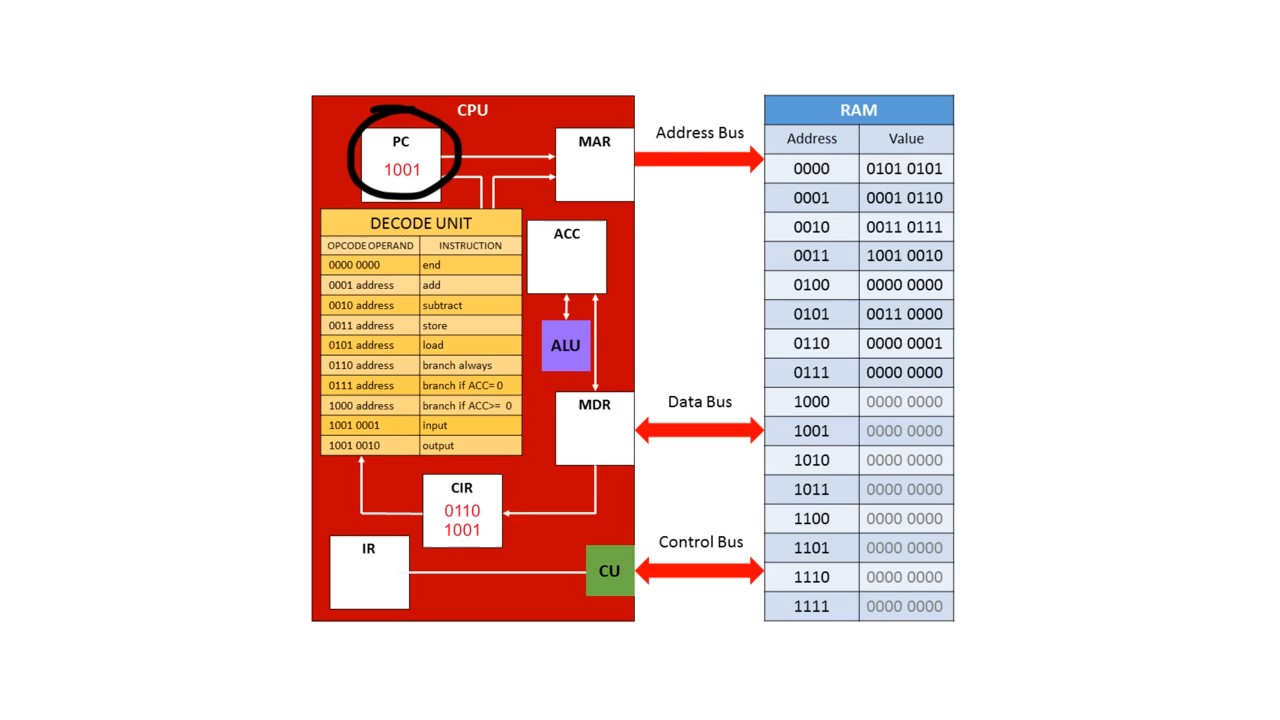 CPU
PC
1001
MAR
DECODE UNIT
OPCODE OPERAND INSTRUCTION
0000 0000 end
0001 address add
0010 address subtract
0011 address store
0101 address load
0110 address branch always
0111 address branch if ACC= 0
1000 address branch if ACC>= 0
1001 0001 input
1001 0010 output
ACC
ALU
MDR
CIR
0110
1001
IR
CU
Address Bus
Data Bus
Control Bus
RAM
Address Value
0000 0101 0101
0001 0001 0110
0010 0011 0111
0011 1001 0010
0100 0000 0000
0101 0011 0000
0110 0000 0001
0111 0000 0000
1000 0000 0000
1001 0000 0000
1010 0000 0000
1011 0000 0000
1100 0000 0000
1101 0000 0000
1110 0000 0000
1111 0000 0000